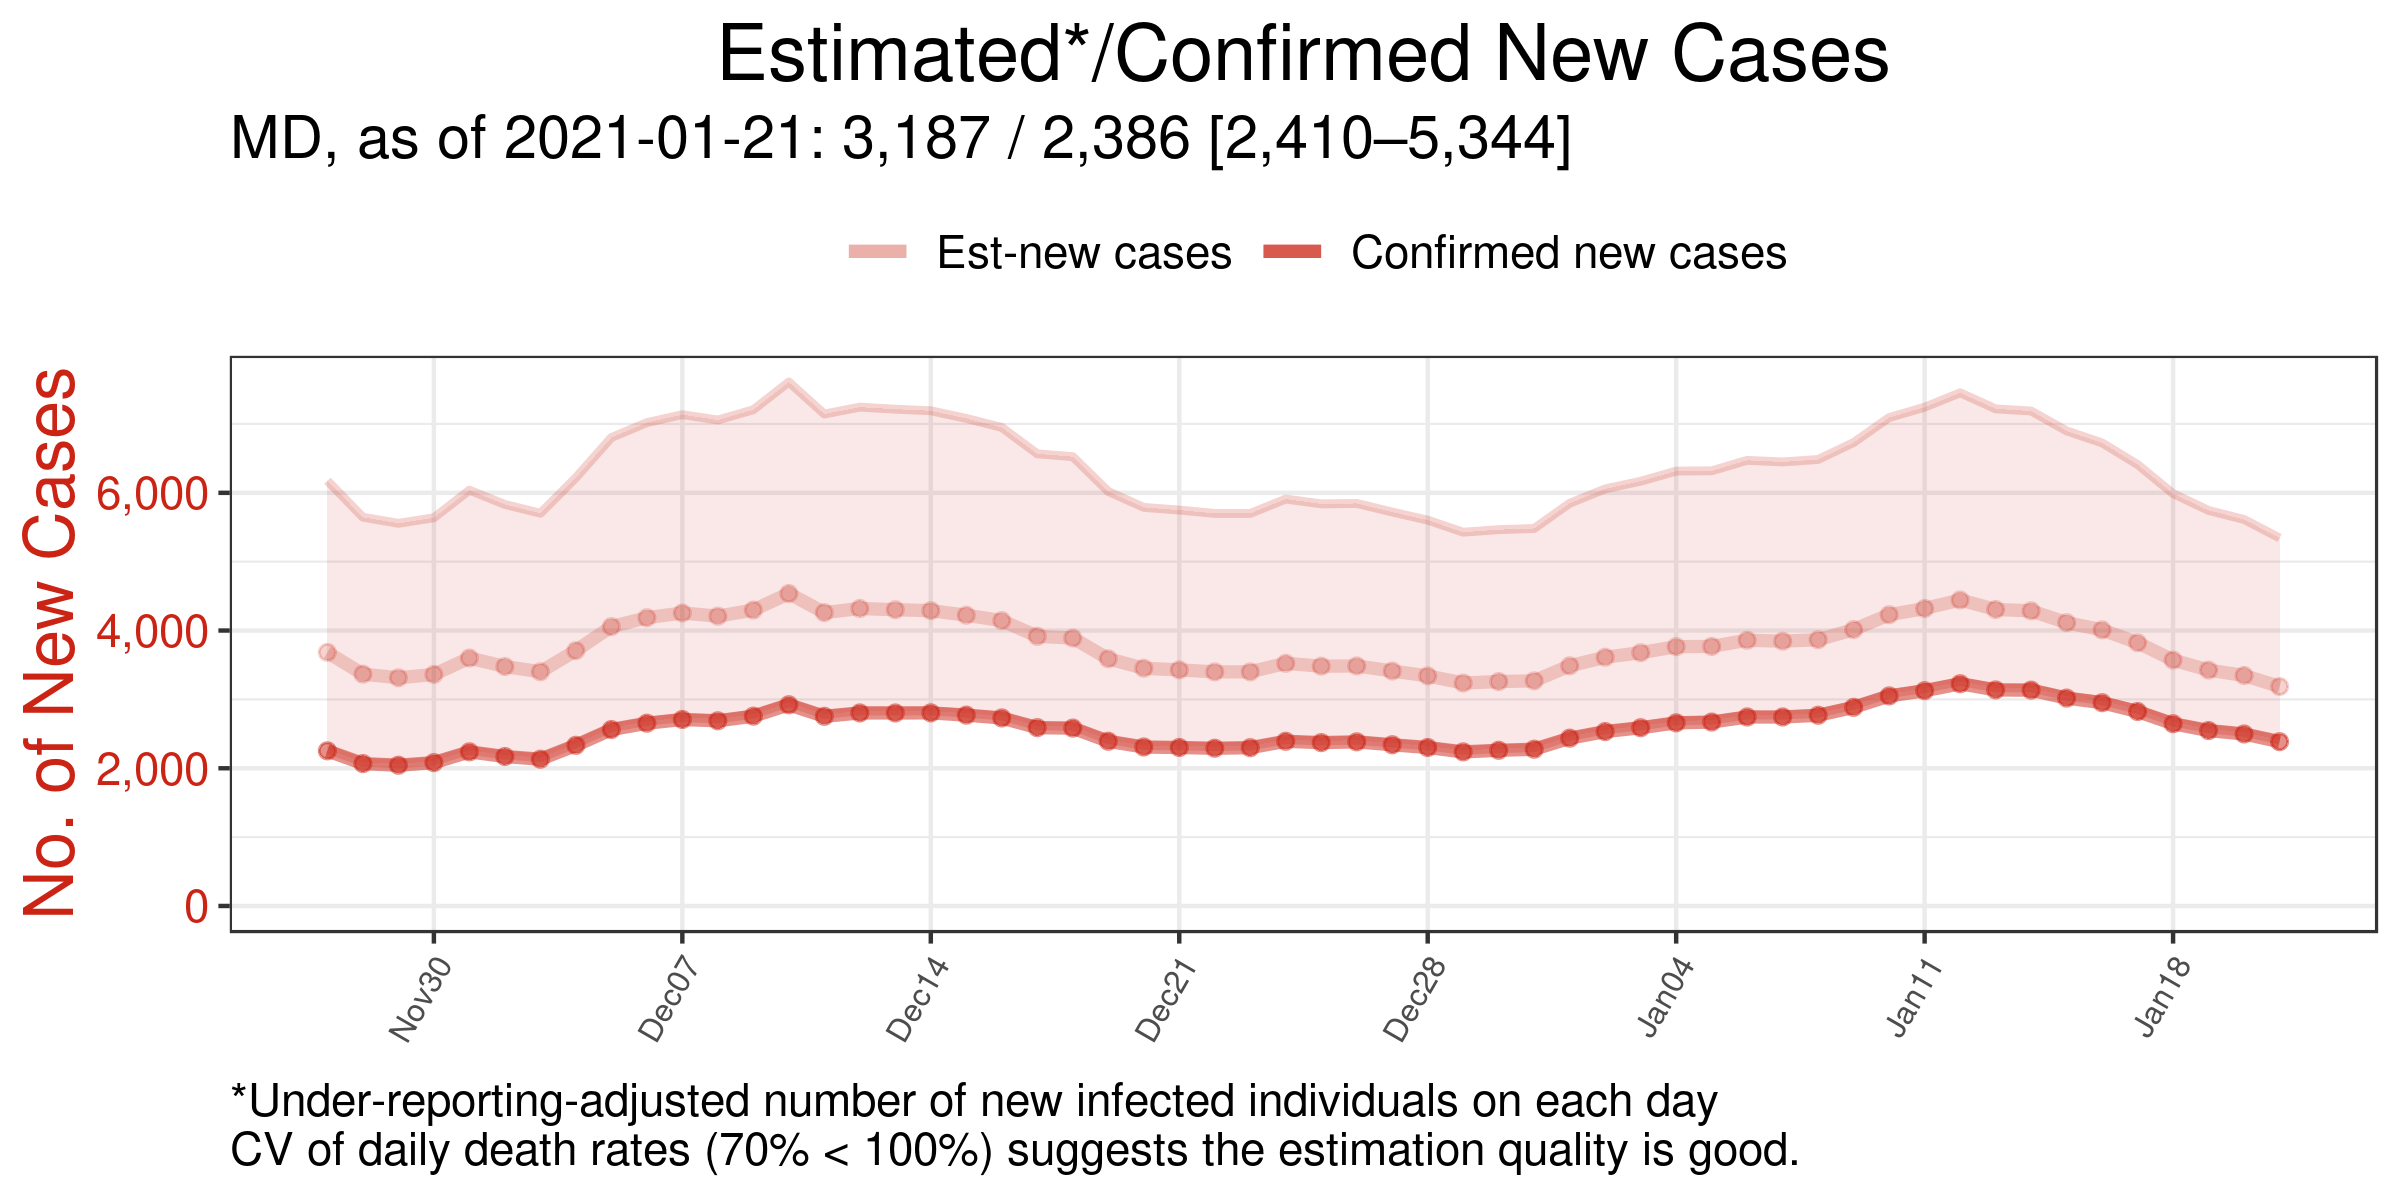 Estimated*/Confirmed New Cases
MD, as of 2021-01-21: 3,187 / 2,386 [2,410–5,344]
Est-new cases Confirmed new cases
No. of New Cases
6,000
4,000
2,000
0
Nov30 Dec07 Dec14 Dec21 Dec28 Jan04 Jan11 Jan18
*Under-reporting-adjusted number of new infected individuals on each day
CV of daily death rates (70% < 100%) suggests the estimation quality is good.